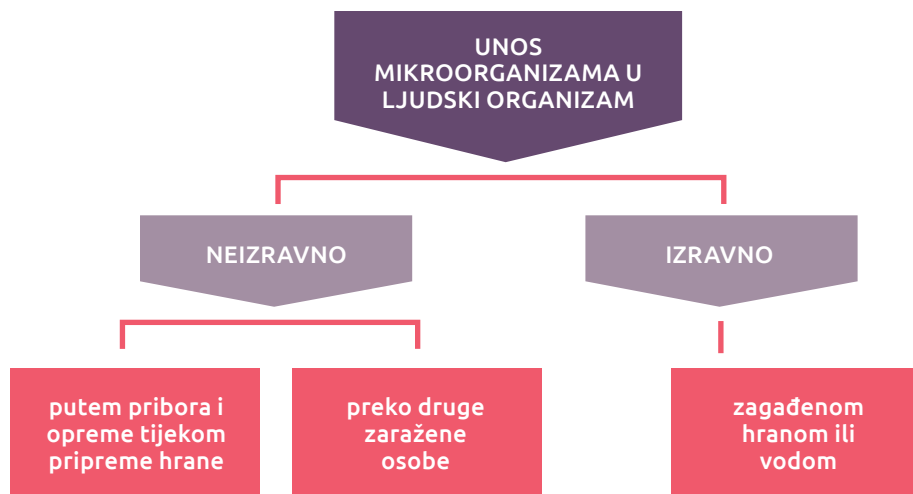 UNOS
MIKROORGANIZAMA U
LJUDSKI ORGANIZAM
NEIZRAVNO
IZRAVNO
putem pribora i
opreme tijekom
pripreme hrane
preko druge
zaražene
osobe
zagađenom
hranom ili
vodom